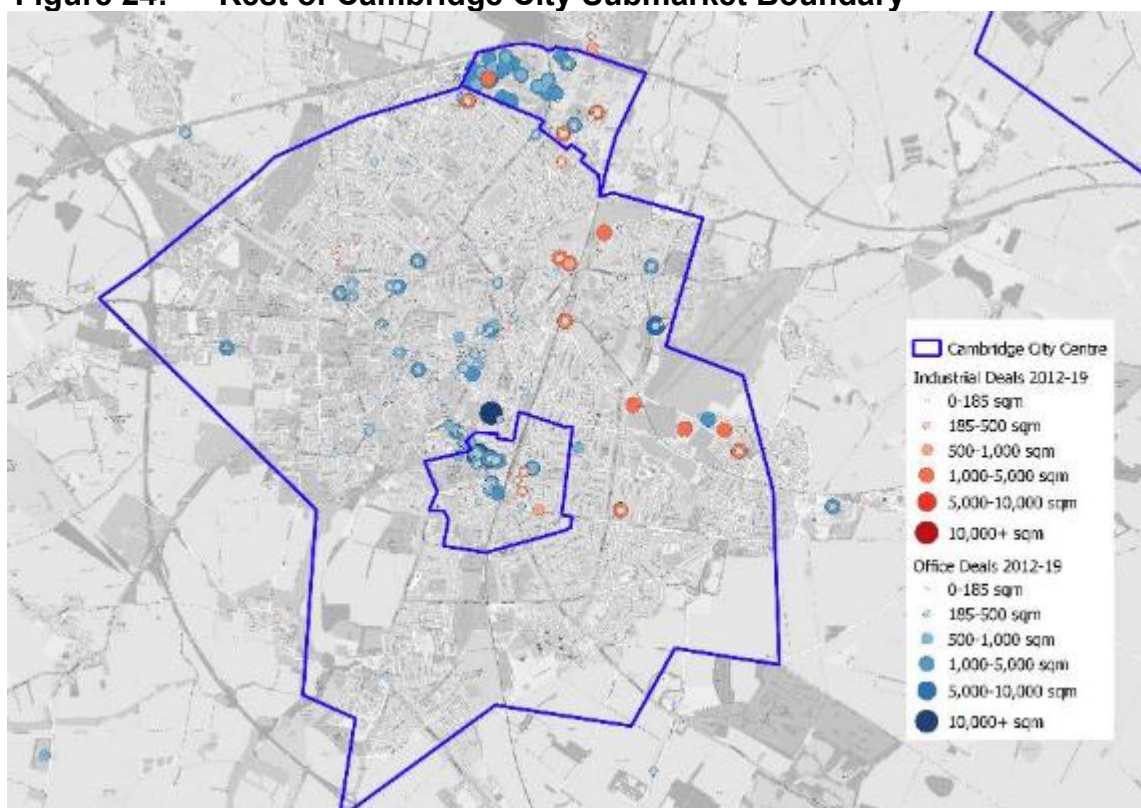 Figure 24: Rest of Cambridge City Submarket Boundary
Cambridge City Centre
Industrial Deals 2012-19
0-185 sqm
185-500 sqm
500-1,000 sqm
1,000-5,000 sqm
5,000-10,000 sqm
10,000+ sqm
Office Deals 2012-19
0-185 sqm
185-500 sqm
500-1,000 sqm
1,000-5,000 sqm
5,000-10,000 sqm
10,000+ sqm